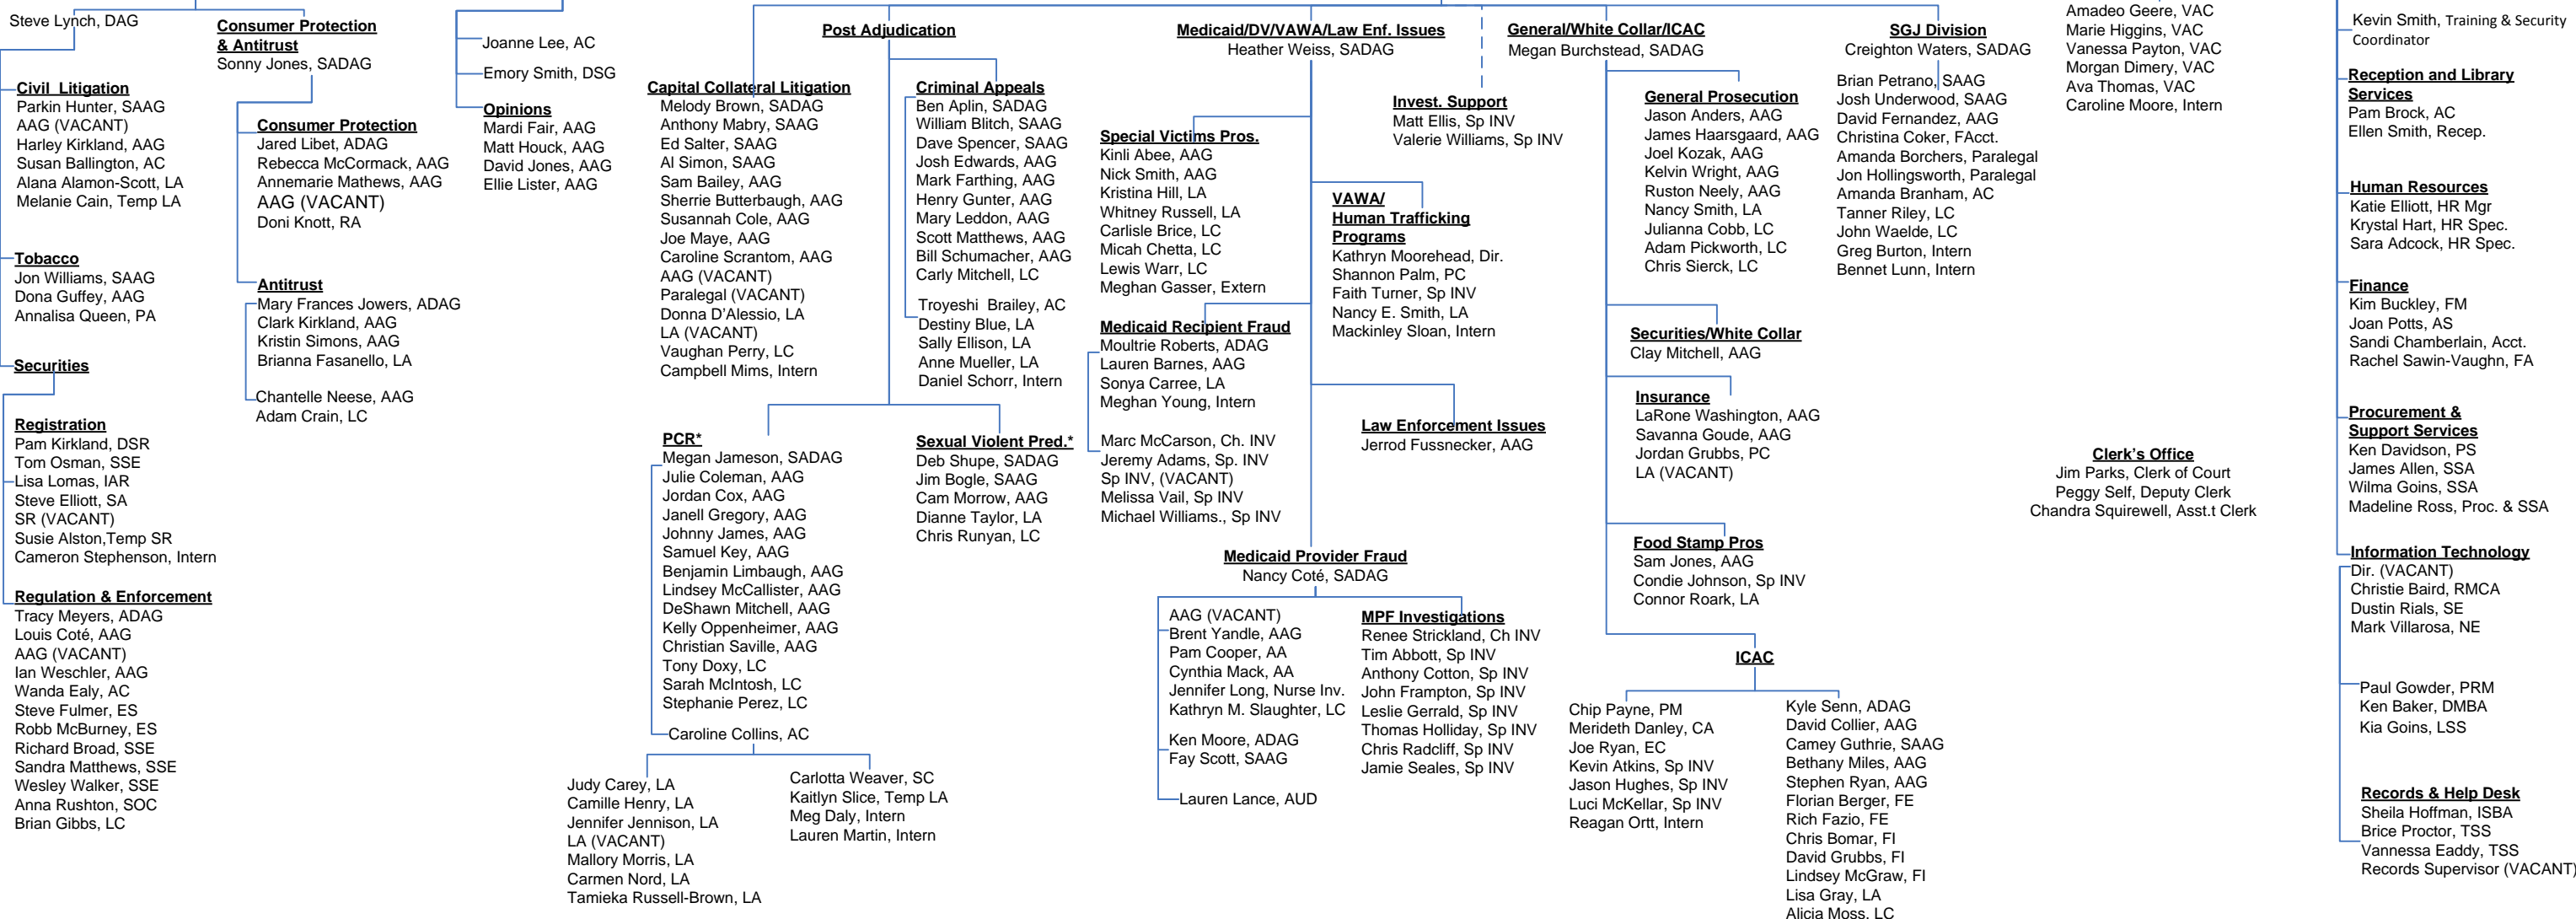 Steve Lynch, DAG
Civil Litigation
Parkin Hunter, SAAG
AAG (VACANT)
Harley Kirkland, AAG
Susan Ballington, AC
Alana Alamon-Scott, LA
Melanie Cain, Temp LA
Tobacco
Jon Williams, SAAG
Dona Guffey, AAG
Annalisa Queen, PA
Securities
Registration
Pam Kirkland, DSR
Tom Osman, SSE
Lisa Lomas, IAR
Steve Elliott, SA
SR (VACANT)
Susie Alston,Temp SR
Cameron Stephenson, Intern
Regulation & Enforcement
Tracy Meyers, ADAG
Louis Coté, AAG
AAG (VACANT)
Ian Weschler, AAG
Wanda Ealy, AC
Steve Fulmer, ES
Robb McBurney, ES
Richard Broad, SSE
Sandra Matthews, SSE
Wesley Walker, SSE
Anna Rushton, SOC
Brian Gibbs, LC
Consumer Protection
& Antitrust
Sonny Jones, SADAG
Consumer Protection
Jared Libet, ADAG
Rebecca McCormack, AAG
Annemarie Mathews, AAG
AAG (VACANT)
Doni Knott, RA
Antitrust
Mary Frances Jowers, ADAG
Clark Kirkland, AAG
Kristin Simons, AAG
Brianna Fasanello, LA
Chantelle Neese, AAG
Adam Crain, LC
Joanne Lee, AC
Emory Smith, DSG
Opinions
Mardi Fair, AAG
Matt Houck, AAG
David Jones, AAG
Ellie Lister, AAG
Post Adjudication
Capital Collateral Litigation
Melody Brown, SADAG
Anthony Mabry, SAAG
Ed Salter, SAAG
Al Simon, SAAG
Sam Bailey, AAG
Sherrie Butterbaugh, AAG
Susannah Cole, AAG
Joe Maye, AAG
Caroline Scrantom, AAG
AAG (VACANT)
Paralegal (VACANT)
Donna D'Alessio, LA
LA (VACANT)
Vaughan Perry, LC
Campbell Mims, Intern
Criminal Appeals
Ben Aplin, SADAG
William Blitch, SAAG
Dave Spencer, SAAG
Josh Edwards, AAG
Mark Farthing, AAG
Henry Gunter, AAG
Mary Leddon, AAG
Scott Matthews, AAG
Bill Schumacher, AAG
Carly Mitchell, LC
Troyeshi Brailey, AC
Destiny Blue, LA
Sally Ellison, LA
Anne Mueller, LA
Daniel Schorr, Intern
PCR*
Megan Jameson, SADAG
Julie Coleman, AAG
Jordan Cox, AAG
Janell Gregory, AAG
Johnny James, AAG
Samuel Key, AAG
Benjamin Limbaugh, AAG
Lindsey McCallister, AAG
DeShawn Mitchell, AAG
Kelly Oppenheimer, AAG
Christian Saville, AAG
Tony Doxy, LC
Sarah McIntosh, LC
Stephanie Perez, LC
Caroline Collins, AC
Judy Carey, LA
Camille Henry, LA
Jennifer Jennison, LA
LA (VACANT)
Mallory Morris, LA
Carmen Nord, LA
Tamieka Russell-Brown, LA
Carlotta Weaver, SC
Kaitlyn Slice, Temp LA
Meg Daly, Intern
Lauren Martin, Intern
Sexual Violent Pred.*
Deb Shupe, SADAG
Jim Bogle, SAAG
Cam Morrow, AAG
Dianne Taylor, LA
Chris Runyan, LC
Medicaid/DV/VAWA/Law Enf. Issues
Heather Weiss, SADAG
Special Victims Pros.
Kinli Abee, AAG
Nick Smith, AAG
Kristina Hill, LA
Whitney Russell, LA
Carlisle Brice, LC
Micah Chetta, LC
Lewis Warr, LC
Meghan Gasser, Extern
Medicaid Recipient Fraud
Moultrie Roberts, ADAG
Lauren Barnes, AAG
Sonya Carree, LA
Meghan Young, Intern
Marc McCarson, Ch. INV
Jeremy Adams, Sp. INV
Sp INV, (VACANT)
Melissa Vail, Sp INV
Michael Williams., Sp INV
VAWA/
Human Trafficking
Programs
Kathryn Moorehead, Dir.
Shannon Palm, PC
Faith Turner, Sp INV
Nancy E. Smith, LA
Mackinley Sloan, Intern
Law Enforcement Issues
Jerrod Fussnecker, AAG
Medicaid Provider Fraud
Nancy Coté, SADAG
AAG (VACANT)
Brent Yandle, AAG
Pam Cooper, AA
Cynthia Mack, AA
Jennifer Long, Nurse Inv.
Kathryn M. Slaughter, LC
Ken Moore, ADAG
Fay Scott, SAAG
Lauren Lance, AUD
MPF Investigations
Renee Strickland, Ch INV
Tim Abbott, Sp INV
Anthony Cotton, Sp INV
John Frampton, Sp INV
Leslie Gerrald, Sp INV
Thomas Holliday, Sp INV
Chris Radcliff, Sp INV
Jamie Seales, Sp INV
Invest. Support
Matt Ellis, Sp INV
Valerie Williams, Sp INV
General/White Collar/ICAC
Megan Burchstead, SADAG
General Prosecution
Jason Anders, AAG
James Haarsgaard, AAG
Joel Kozak, AAG
Kelvin Wright, AAG
Ruston Neely, AAG
Nancy Smith, LA
Julianna Cobb, LC
Adam Pickworth, LC
Chris Sierck, LC
Securities/White Collar
Clay Mitchell, AAG
Insurance
LaRone Washington, AAG
Savanna Goude, AAG
Jordan Grubbs, PC
LA (VACANT)
Food Stamp Pros
Sam Jones, AAG
Condie Johnson, Sp INV
Connor Roark, LA
ICAC
Chip Payne, PM
Merideth Danley, CA
Joe Ryan, EC
Kevin Atkins, Sp INV
Jason Hughes, Sp INV
Luci McKellar, Sp INV
Reagan Ortt, Intern
Kyle Senn, ADAG
David Collier, AAG
Camey Guthrie, SAAG
Bethany Miles, AAG
Stephen Ryan, AAG
Florian Berger, FE
Rich Fazio, FE
Chris Bomar, FI
David Grubbs, FI
Lindsey McGraw, FI
Lisa Gray, LA
Alicia Moss, LC
SGJ Division
Creighton Waters, SADAG
Brian Petrano, SAAG
Josh Underwood, SAAG
David Fernandez, AAG
Christina Coker, FAcct.
Amanda Borchers, Paralegal
Jon Hollingsworth, Paralegal
Amanda Branham, AC
Tanner Riley, LC
John Waelde, LC
Greg Burton, Intern
Bennet Lunn, Intern
Amadeo Geere, VAC
Marie Higgins, VAC
Vanessa Payton, VAC
Morgan Dimery, VAC
Ava Thomas, VAC
Caroline Moore, Intern
Clerk's Office
Jim Parks, Clerk of Court
Peggy Self, Deputy Clerk
Chandra Squirewell, Asst.t Clerk
Kevin Smith, Training & Security
Coordinator
Reception and Library
Services
Pam Brock, AC
Ellen Smith, Recep.
Human Resources
Katie Elliott, HR Mgr
Krystal Hart, HR Spec.
Sara Adcock, HR Spec.
Finance
Kim Buckley, FM
Joan Potts, AS
Sandi Chamberlain, Acct.
Rachel Sawin-Vaughn, FA
Procurement &
Support Services
Ken Davidson, PS
James Allen, SSA
Wilma Goins, SSA
Madeline Ross, Proc. & SSA
Information Technology
Dir. (VACANT)
Christie Baird, RMCA
Dustin Rials, SE
Mark Villarosa, NE
Paul Gowder, PRM
Ken Baker, DMBA
Kia Goins, LSS
Records & Help Desk
Sheila Hoffman, ISBA
Brice Proctor, TSS
Vannessa Eaddy, TSS
Records Supervisor (VACANT)